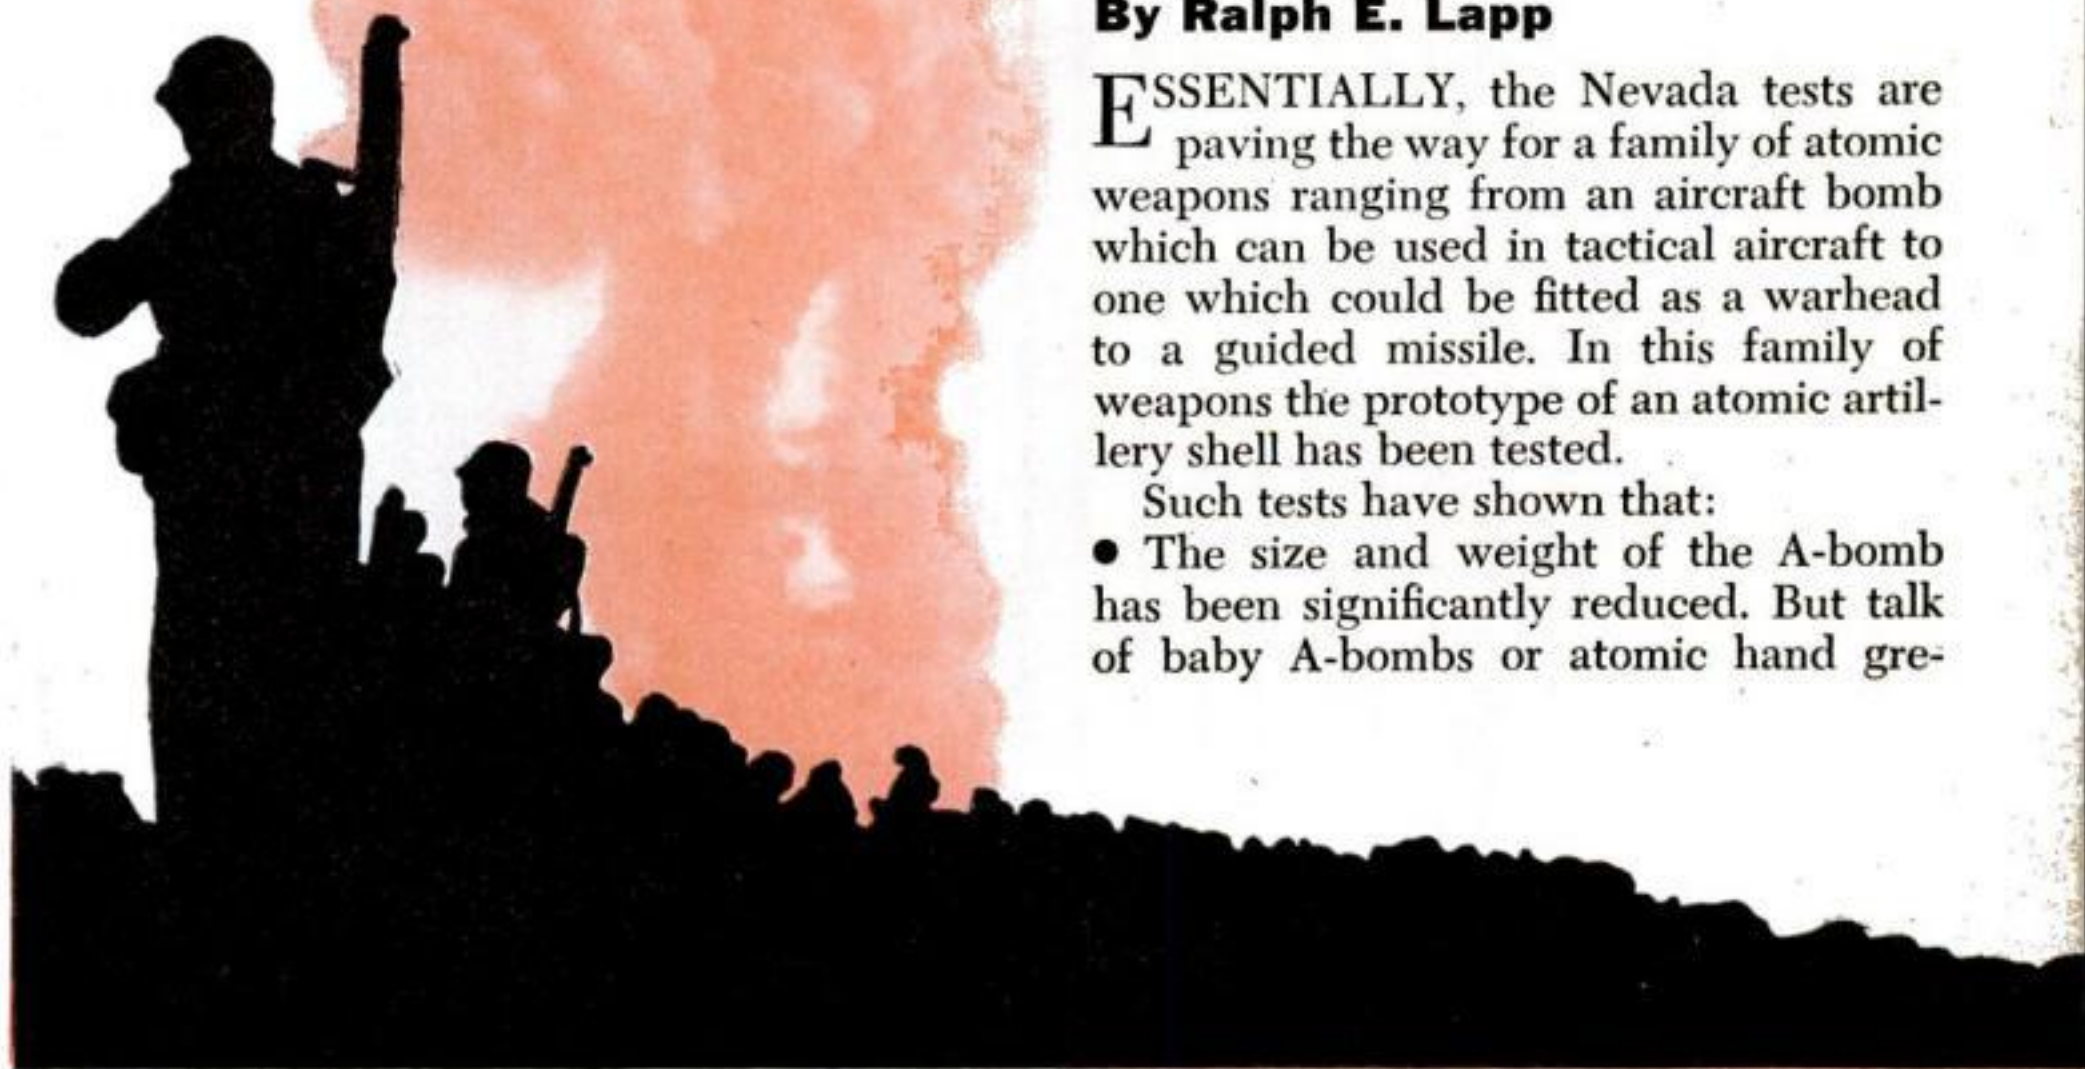 By Ralph E. Lapp
ESSENTIALLY, the Nevada tests are
paving the way for a family of atomic
weapons ranging from an aircraft bomb
which can be used in tactical aircraft to
one which could be fitted as a warhead
to a guided missile. In this family of
weapons the prototype of an atomic artil-
lery shell has been tested.
Such tests have shown that:
● The size and weight of the A-bomb
has been significantly reduced. But talk
of baby A-bombs or atomic hand gre-